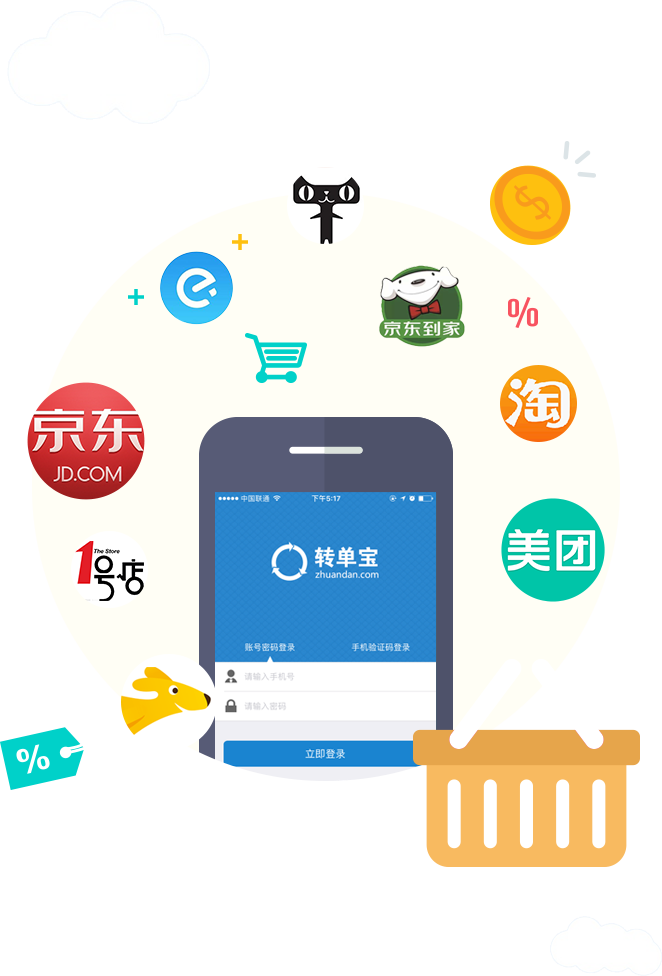 %
京东到家
淘
京东
JD.COM
美团
The Store
1号店
中国联通
下午5:17
转单宝
zhuandan.com
账号密码登录
手机验证码登录
请输入手机号
请输入密码
立即登录
%